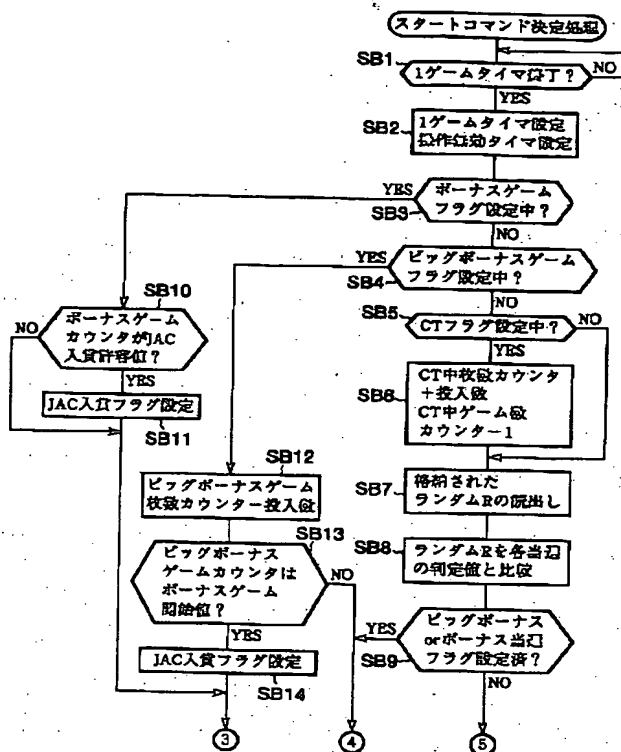 スタートコマンド決定処理
SB1
1ゲームタイマ終了？
NO
YES
SB2
1ゲームタイマ設定
操作無効タイマ設定
YES
ボーナスゲーム
フラグ設定中？
SB3
NO
YES
ビッグボーナスゲーム
フラグ設定中？
SB4
NO
SB5
CTフラグ設定中？
NO
YES
SB6
CT中枚数カウンタ
＋投入数
CT中ゲーム数
カウンタ－1
SB7
格納された
ランダムRの読出し
SB8
ランダムRを各当選
の判定値と比較
YES
ビッグボーナス
orボーナス当選
フラグ設定済？
SB9
NO
SB10
NO
ボーナスゲーム
カウンタがJAC
入賞許容値？
YES
JAC入賞フラグ設定
SB11
SB12
ビッグボーナスゲーム
枚数カウンタ－投入数
SB13
ビッグボーナス
ゲームカウンタは
ボーナスゲーム
開始値？
NO
YES
JAC入賞フラグ設定
SB14
③
④
⑤